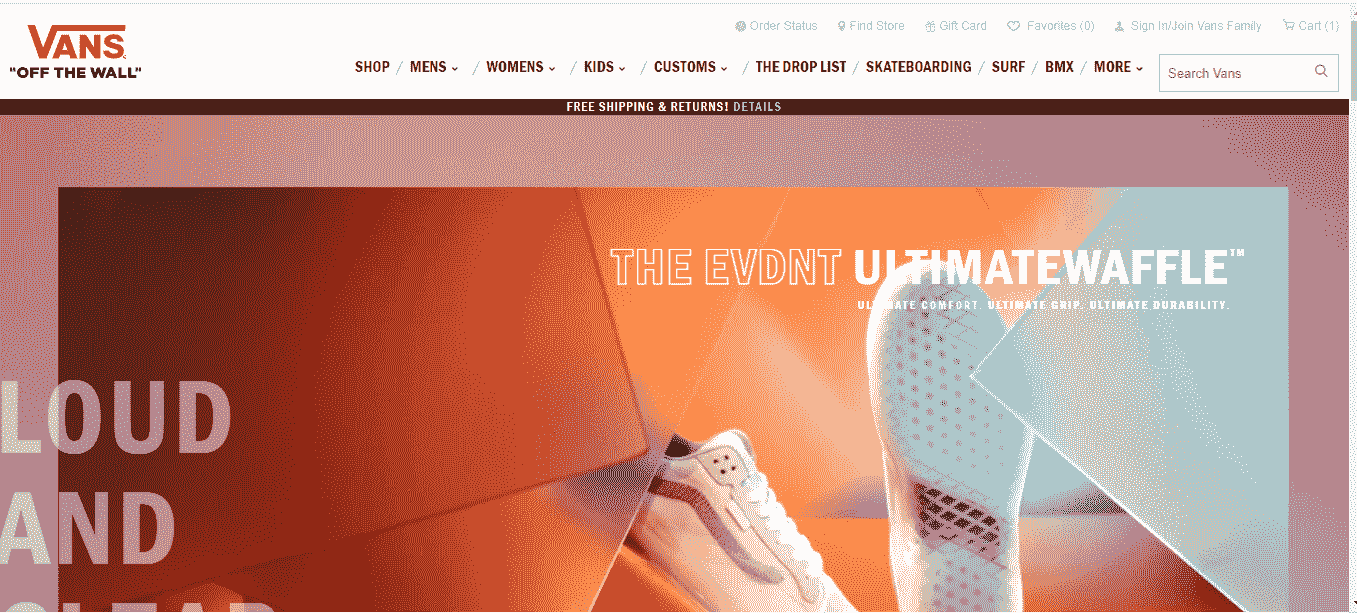 Order Status Find Store Gift Card Favorites (0) Sign In/Join Vans Family Cart (1)
VANS
"OFF THE WALL"
SHOP / MENS / WOMENS / KIDS / CUSTOMS / THE DROP LIST / SKATEBOARDING / SURF / BMX / MORE
Search Vans
FREE SHIPPING & RETURNS! DETAILS
THE EVDNT ULTIMATEWAFFLE™
ULTIMATE COMFORT. ULTIMATE GRIP. ULTIMATE DURABILITY.
LOUD
AND
CLEAR